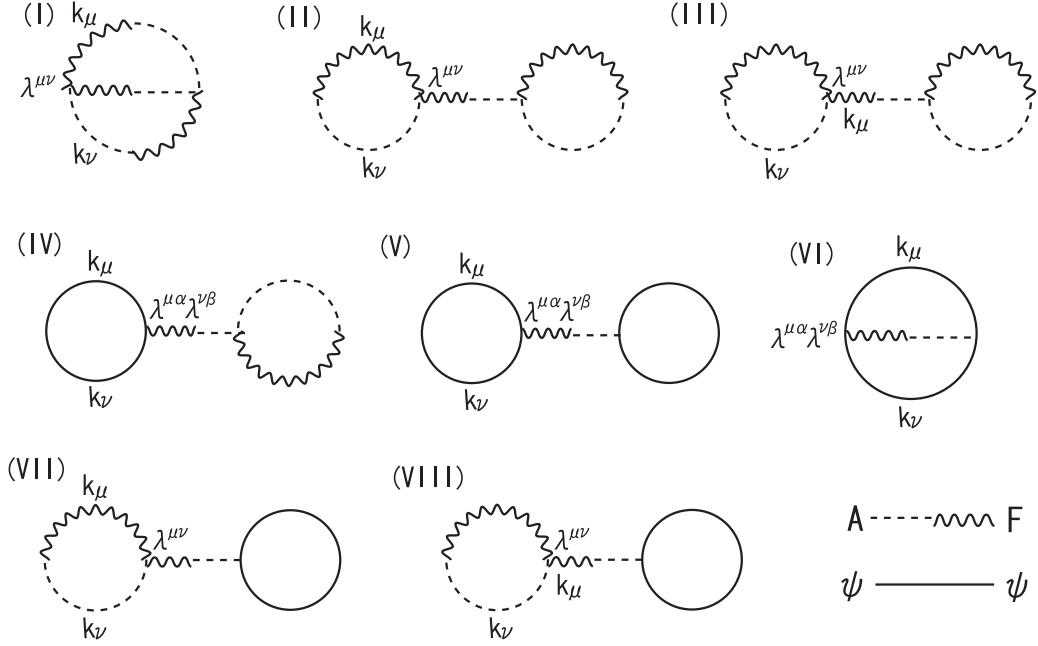 (I) kμ (II) kμ (III)
λ^μν λ^μν λ^μν
kμ
kν kν kν
(IV) (V) (VI)
kμ kμ kμ
λ^μα λ^νβ λ^μα λ^νβ λ^μα λ^νβ
kν kν kν
(VII) (VIII)
kμ
λ^μν λ^μν
kμ
kν kν
A F
ψ ψ